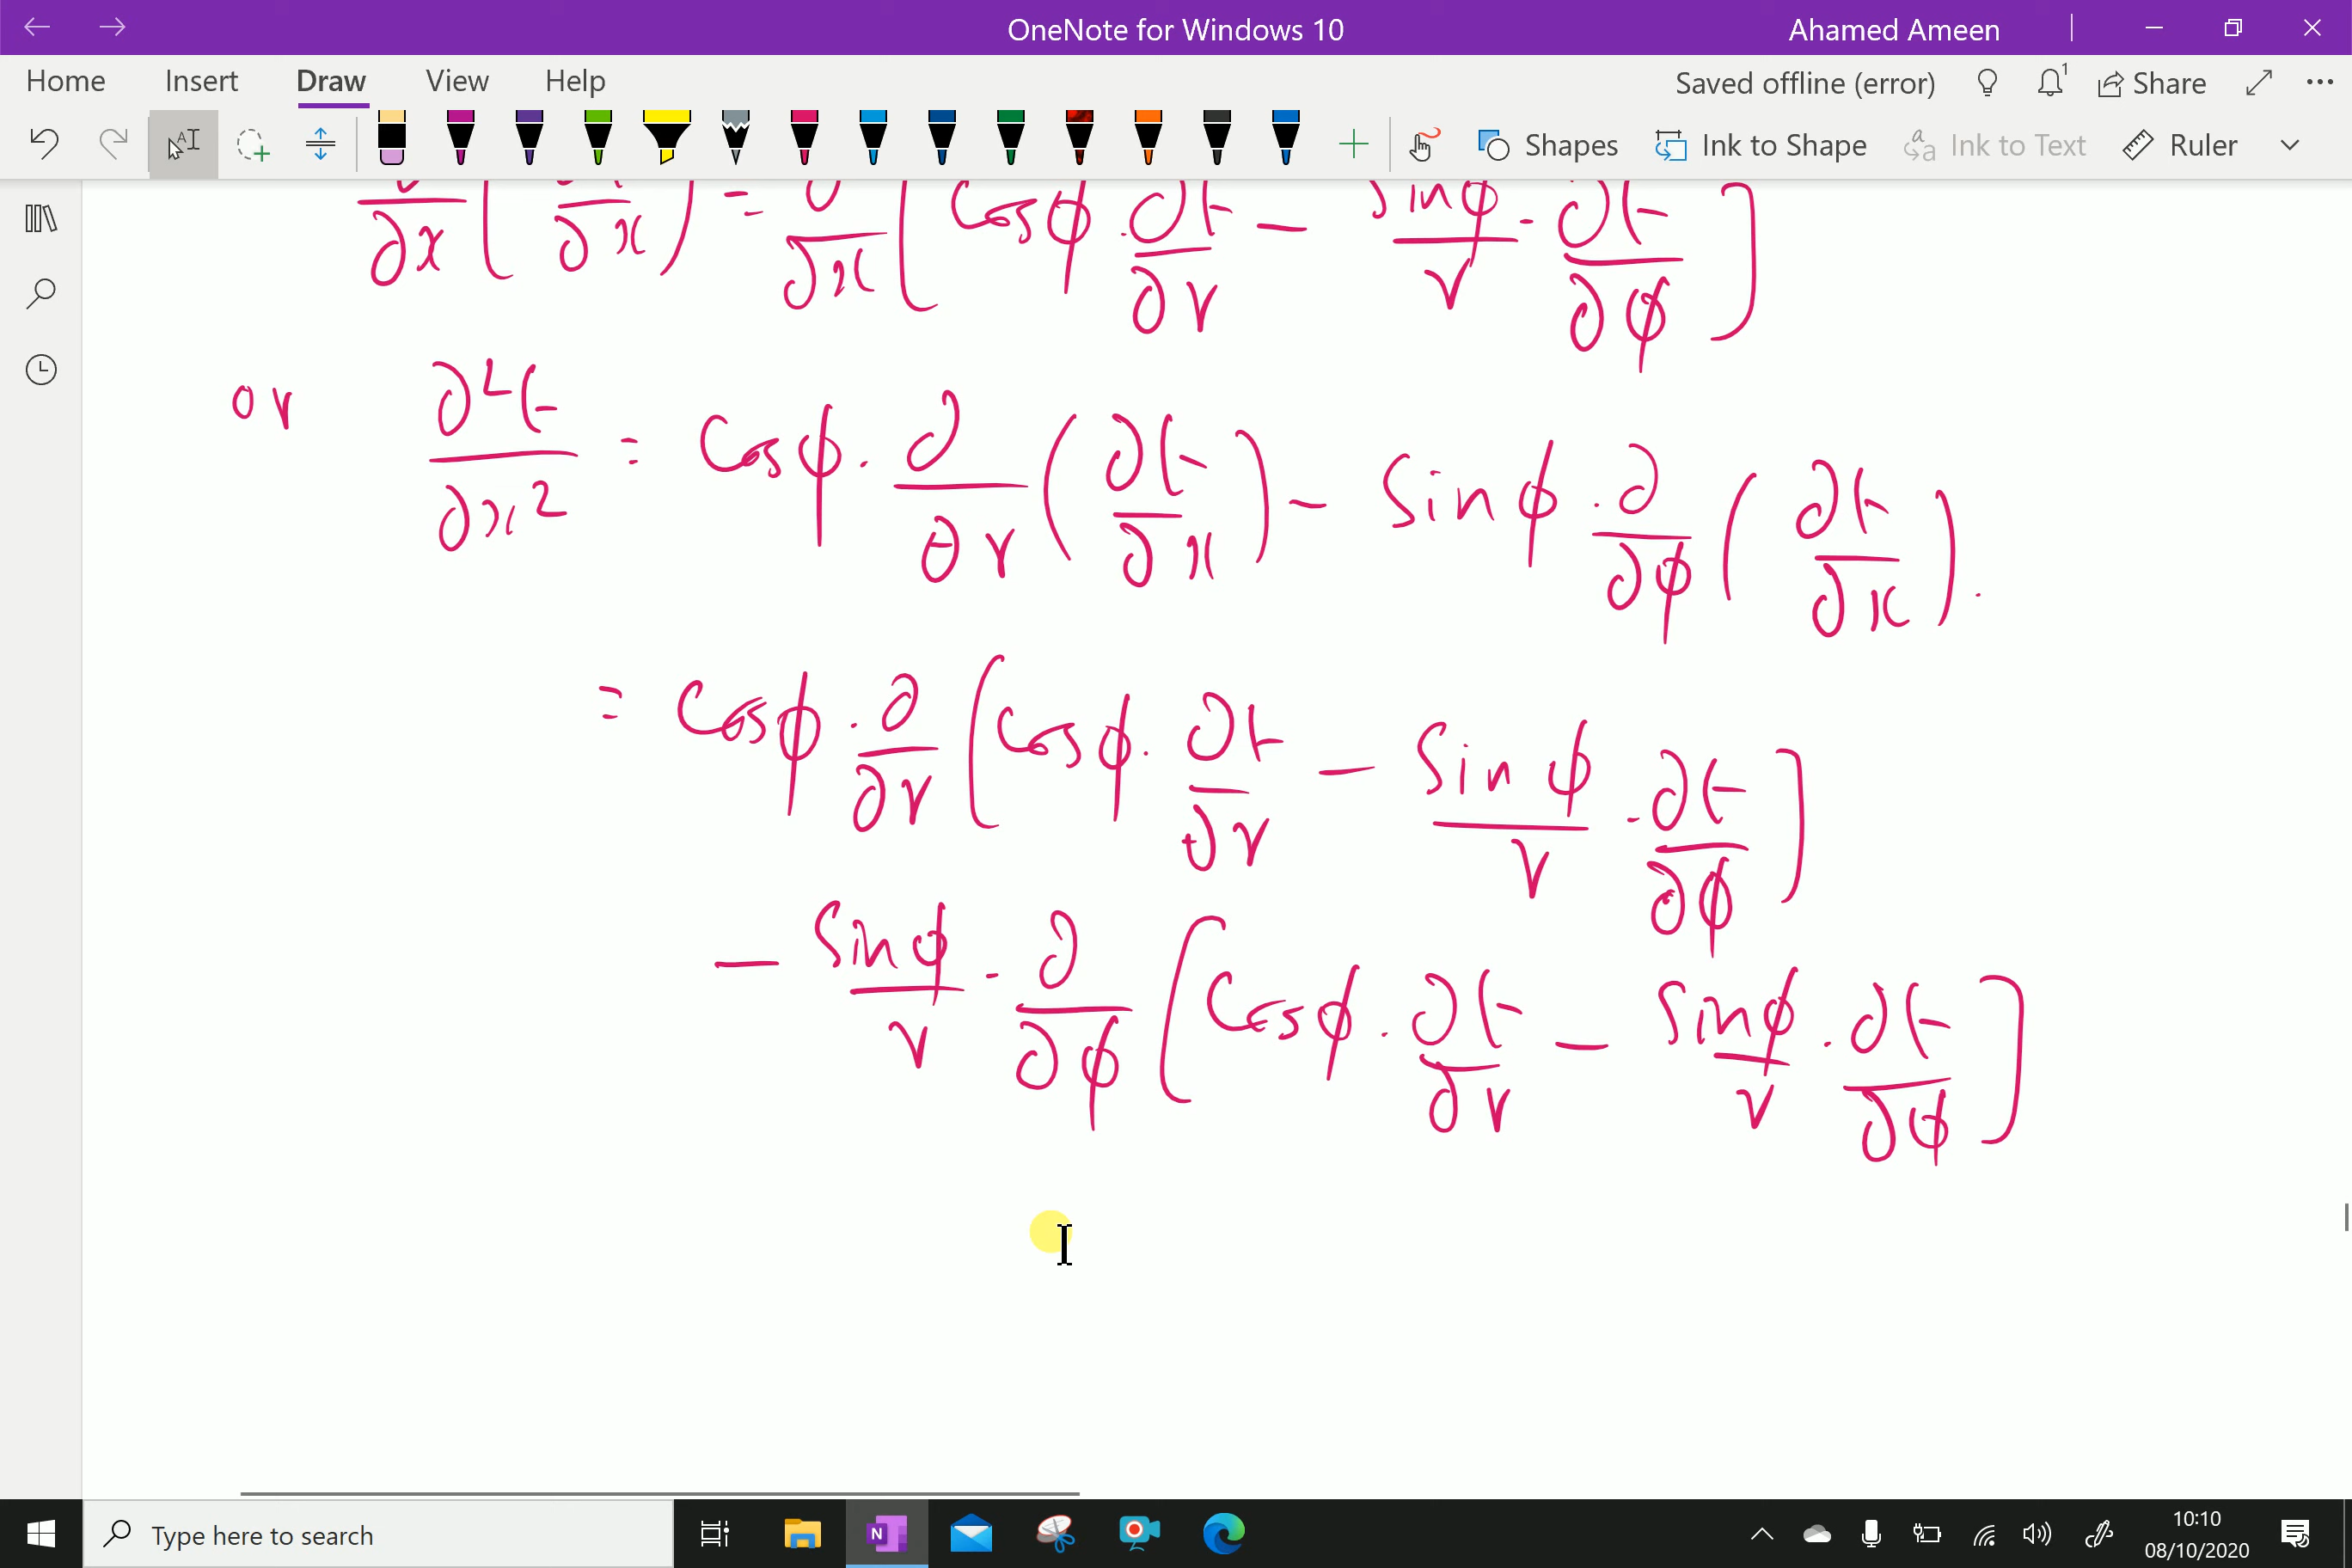 OneNote for Windows 10 Ahamed Ameen
Home Insert Draw View Help Saved offline (error) 1 Share
Shapes Ink to Shape Ink to Text Ruler
∂/∂x (∂t/∂x) = ∂/∂x [Cosφ · ∂t/∂r − Sinφ/r · ∂t/∂φ]
or ∂²t/∂x² = Cosφ · ∂/∂r (∂t/∂x) − Sinφ · ∂/∂φ (∂t/∂x).
= Cosφ · ∂/∂r [Cosφ · ∂t/∂r − Sinφ/r · ∂t/∂φ]
− Sinφ/r · ∂/∂φ [Cosφ · ∂t/∂r − Sinφ/r · ∂t/∂φ]
Type here to search
10:10
08/10/2020